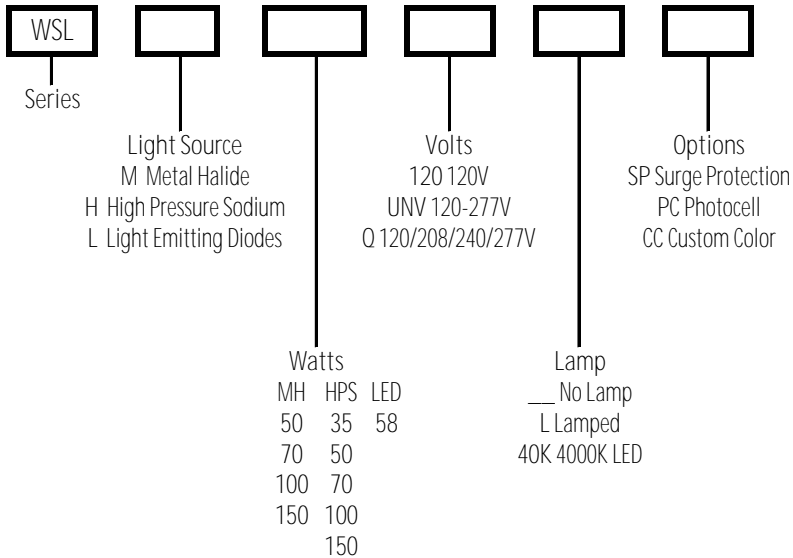 WSL
Series
Light Source
M Metal Halide
H High Pressure Sodium
L Light Emitting Diodes
Volts
120 120V
UNV 120-277V
Q 120/208/240/277V
Options
SP Surge Protection
PC Photocell
CC Custom Color
Watts
MH HPS LED
50 35 58
70 50
100 70
150 100
150
Lamp
__ No Lamp
L Lamped
40K 4000K LED